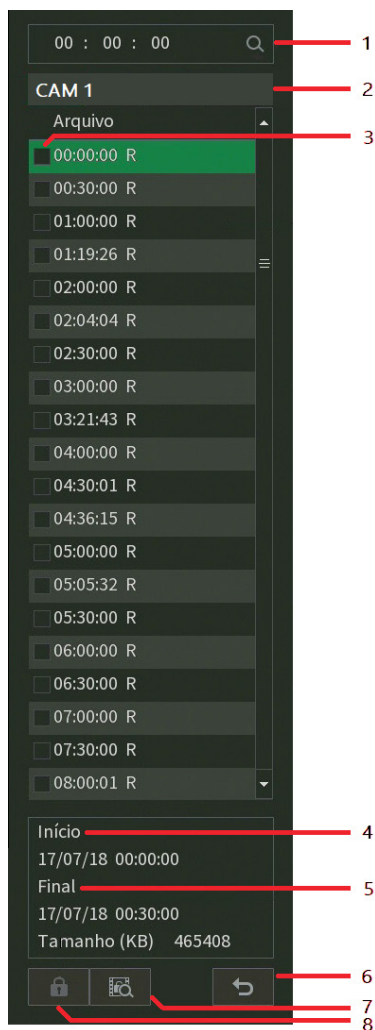 00 : 00 : 00 1
CAM 1 2
Arquivo
3
00:00:00 R
00:30:00 R
01:00:00 R
01:19:26 R
02:00:00 R
02:04:04 R
02:30:00 R
03:00:00 R
03:21:43 R
04:00:00 R
04:30:01 R
04:36:15 R
05:00:00 R
05:05:32 R
05:30:00 R
06:00:00 R
06:30:00 R
07:00:00 R
07:30:00 R
08:00:01 R
Início 4
17/07/18 00:00:00
Final 5
17/07/18 00:30:00
Tamanho (KB) 465408
6
7
8